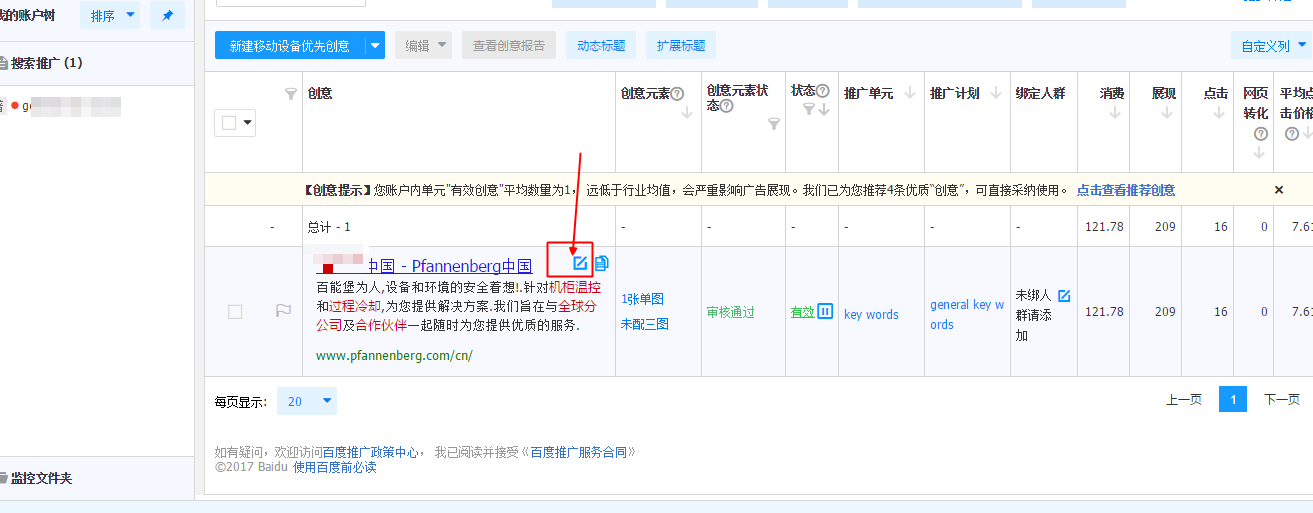 我的账户树
排序
搜索推广 (1)
g
监控文件夹
新建移动设备优先创意
编辑
查看创意报告
动态标题
扩展标题
自定义列
创意
创意元素?
创意元素状
态?
状态?
推广单元
推广计划
绑定人群
消费
展现
点击
网页
转化
?
平均点
击价格
?
【创意提示】您账户内单元"有效创意"平均数量为1， 远低于行业均值，会严重影响广告展现。我们已为您推荐4条优质“创意”，可直接采纳使用。 点击查看推荐创意
×
-
总计 - 1
-
-
-
-
-
-
121.78
209
16
0
7.61
中国 - Pfannenberg中国
百能堡为人,设备和环境的安全着想!.针对机柜温控
和过程冷却,为您提供解决方案.我们旨在与全球分
公司及合作伙伴一起随时为您提供优质的服务.
www.pfannenberg.com/cn/
1张单图
未配三图
审核通过
有效
key words
general key w
ords
未绑人
群请添
加
121.78
209
16
0
7.61
每页显示:
20
上一页
1
下一页
如有疑问，欢迎访问百度推广政策中心， 我已阅读并接受《百度推广服务合同》
©2017 Baidu 使用百度前必读